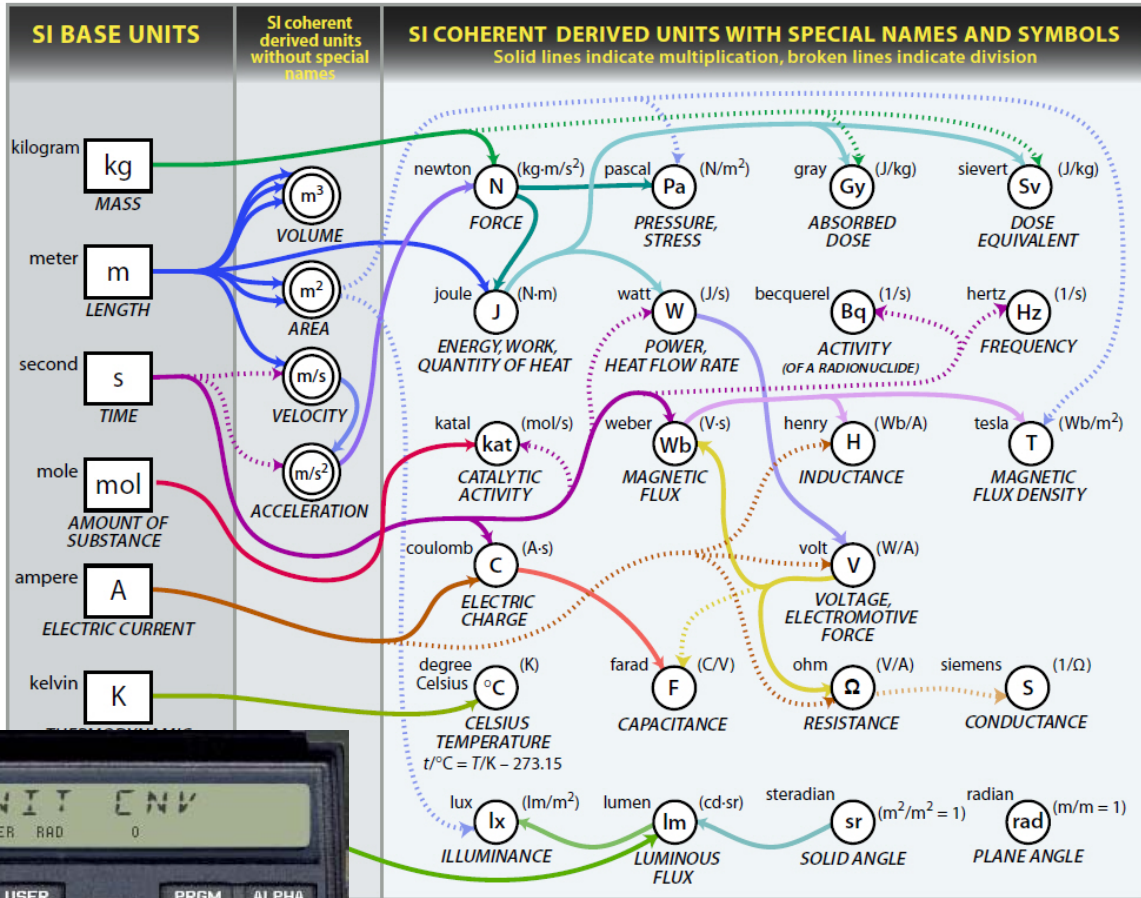 SI BASE UNITS
SI coherent
derived units
without special
names
SI COHERENT DERIVED UNITS WITH SPECIAL NAMES AND SYMBOLS
Solid lines indicate multiplication, broken lines indicate division
kilogram
kg
MASS
meter
m
LENGTH
second
s
TIME
mole
mol
AMOUNT OF
SUBSTANCE
ampere
A
ELECTRIC CURRENT
kelvin
K
m³
VOLUME
m²
AREA
m/s
VELOCITY
m/s²
ACCELERATION
newton (kg·m/s²)
N
FORCE
pascal (N/m²)
Pa
PRESSURE,
STRESS
gray (J/kg)
Gy
ABSORBED
DOSE
sievert (J/kg)
Sv
DOSE
EQUIVALENT
joule (N·m)
J
ENERGY, WORK,
QUANTITY OF HEAT
watt (J/s)
W
POWER,
HEAT FLOW RATE
becquerel (1/s)
Bq
ACTIVITY
(OF A RADIONUCLIDE)
hertz (1/s)
Hz
FREQUENCY
katal (mol/s)
kat
CATALYTIC
ACTIVITY
weber (V·s)
Wb
MAGNETIC
FLUX
henry (Wb/A)
H
INDUCTANCE
tesla (Wb/m²)
T
MAGNETIC
FLUX DENSITY
coulomb (A·s)
C
ELECTRIC
CHARGE
volt (W/A)
V
VOLTAGE,
ELECTROMOTIVE
FORCE
degree
Celsius (K)
°C
CELSIUS
TEMPERATURE
t/°C = T/K – 273.15
farad (C/V)
F
CAPACITANCE
ohm (V/A)
Ω
RESISTANCE
siemens (1/Ω)
S
CONDUCTANCE
lux (lm/m²)
lx
ILLUMINANCE
lumen (cd·sr)
lm
LUMINOUS
FLUX
steradian (m²/m² = 1)
sr
SOLID ANGLE
radian (m/m = 1)
rad
PLANE ANGLE
NIT CNV
ER RAD 0
USER PRGM ALPHA